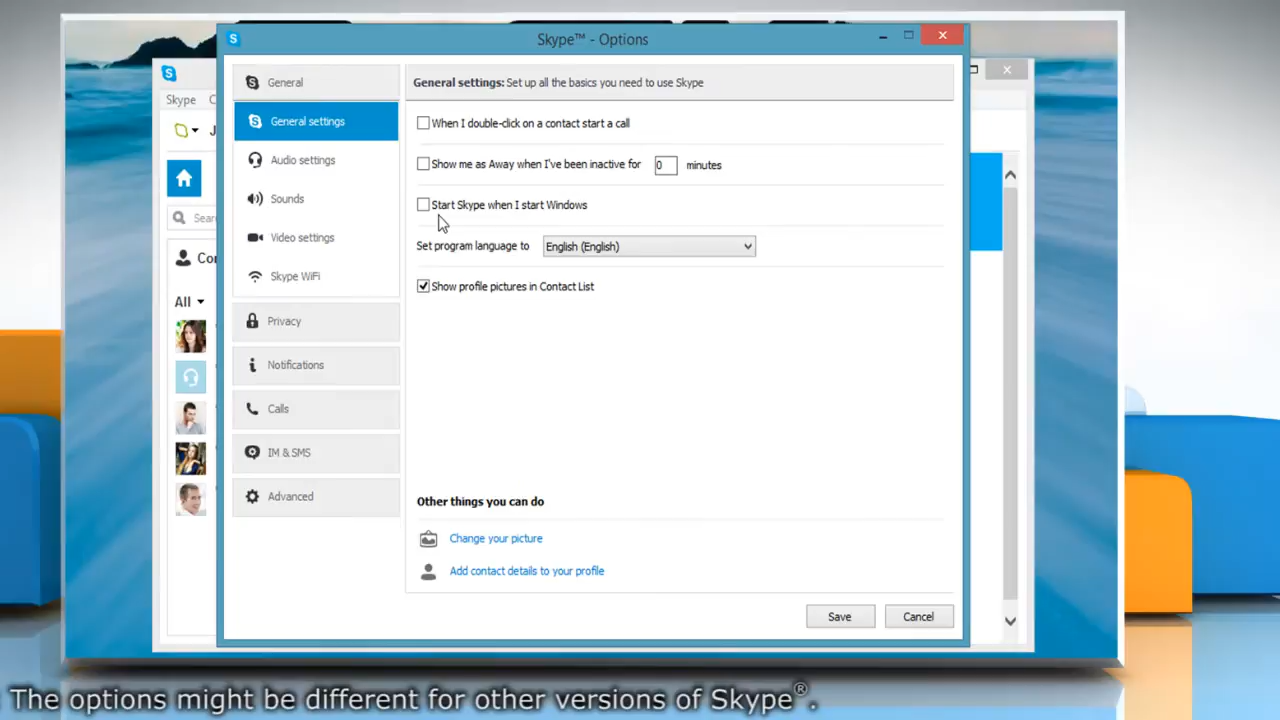 Skype™ - Options
Skype
General
General settings: Set up all the basics you need to use Skype
General settings
When I double-click on a contact start a call
Audio settings
Show me as Away when I've been inactive for 0 minutes
Sounds
Start Skype when I start Windows
Sear
Video settings
Set program language to English (English)
Co
Skype WiFi
Show profile pictures in Contact List
All
Privacy
Notifications
Calls
IM & SMS
Advanced
Other things you can do
Change your picture
Add contact details to your profile
Save Cancel
The options might be different for other versions of Skype®.